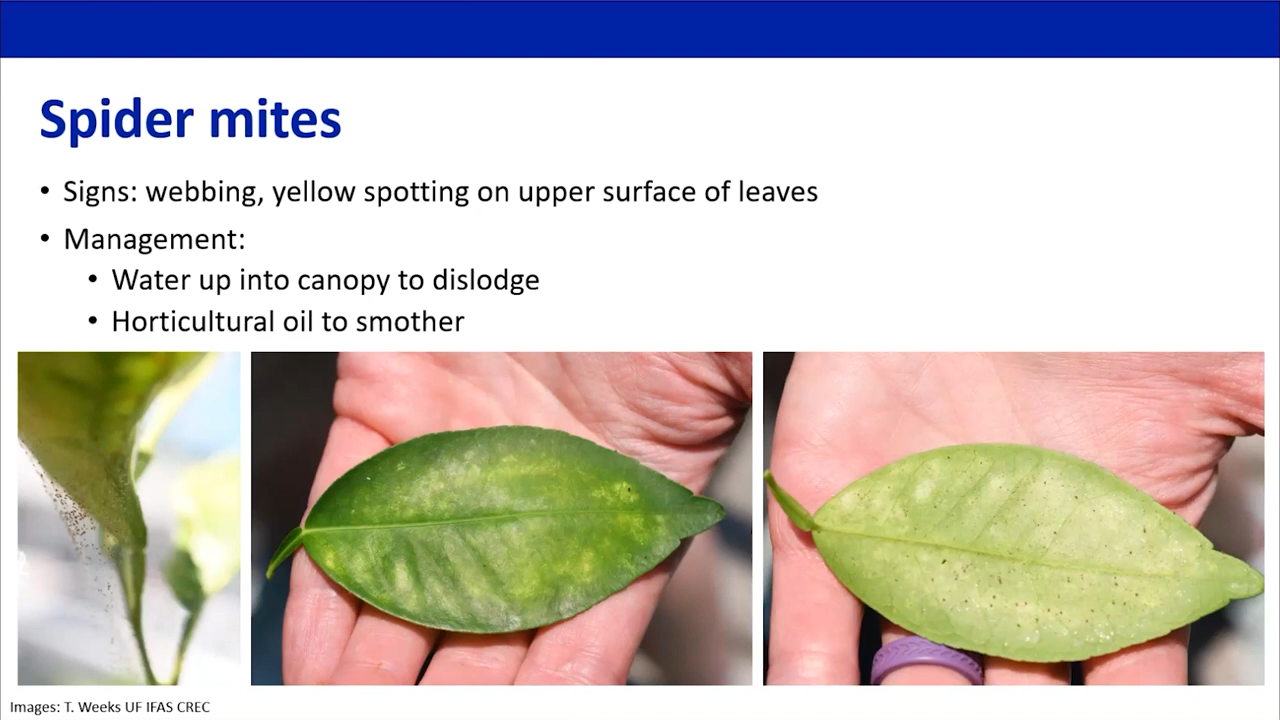 Spider mites
• Signs: webbing, yellow spotting on upper surface of leaves
• Management:
• Water up into canopy to dislodge
• Horticultural oil to smother
Images: T. Weeks UF IFAS CREC